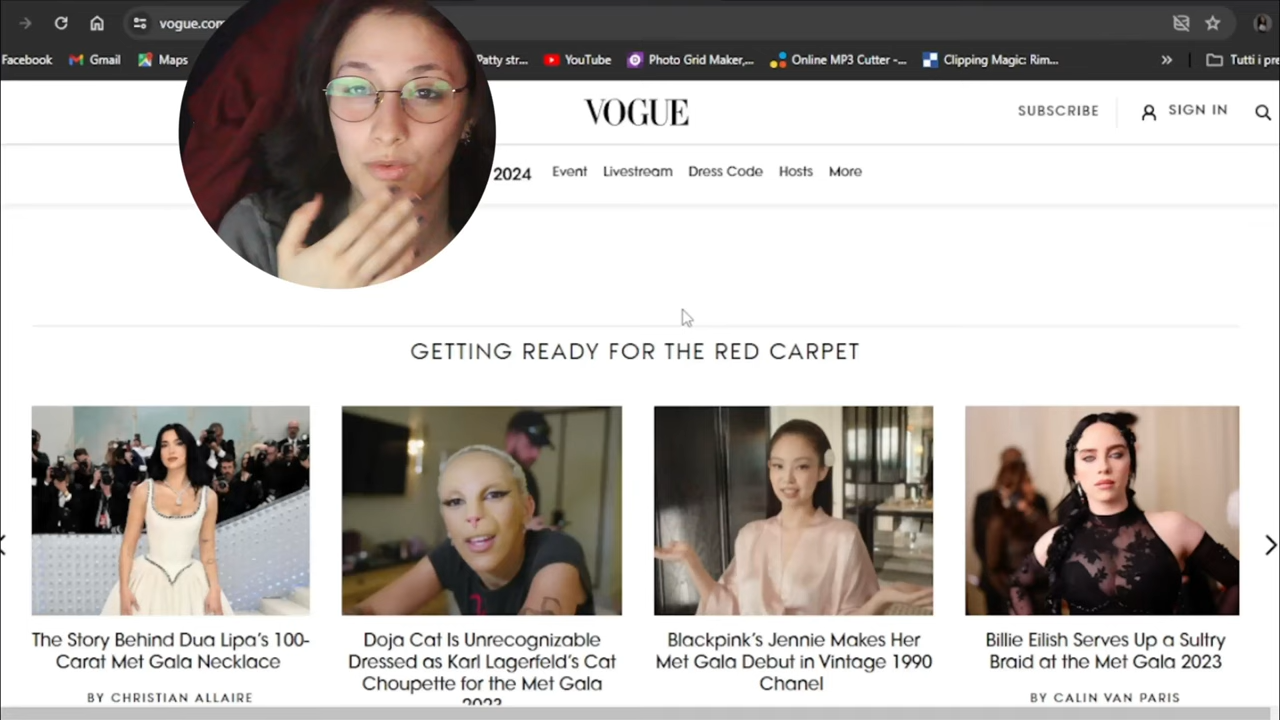 vogue.com
Facebook
Gmail
Maps
Patty str...
YouTube
Photo Grid Maker,...
Online MP3 Cutter -...
Clipping Magic: Rim...
»
Tutti i pre
VOGUE
SUBSCRIBE
SIGN IN
2024
Event
Livestream
Dress Code
Hosts
More
GETTING READY FOR THE RED CARPET
The Story Behind Dua Lipa's 100-
Carat Met Gala Necklace
BY CHRISTIAN ALLAIRE
Doja Cat Is Unrecognizable
Dressed as Karl Lagerfeld's Cat
Choupette for the Met Gala
2023
Blackpink's Jennie Makes Her
Met Gala Debut in Vintage 1990
Chanel
Billie Eilish Serves Up a Sultry
Braid at the Met Gala 2023
BY CALIN VAN PARIS